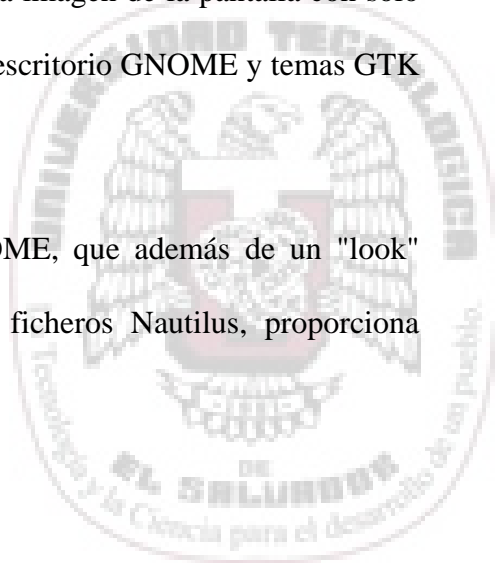 a imagen de la pantalla con solo
escritorio GNOME y temas GTK
OME, que además de un "look"
ficheros Nautilus, proporciona
UNIVERSIDAD TECNOLOGICA
DE
EL SALVADOR
Tecnología y la Ciencia para el desarrollo de un pueblo.